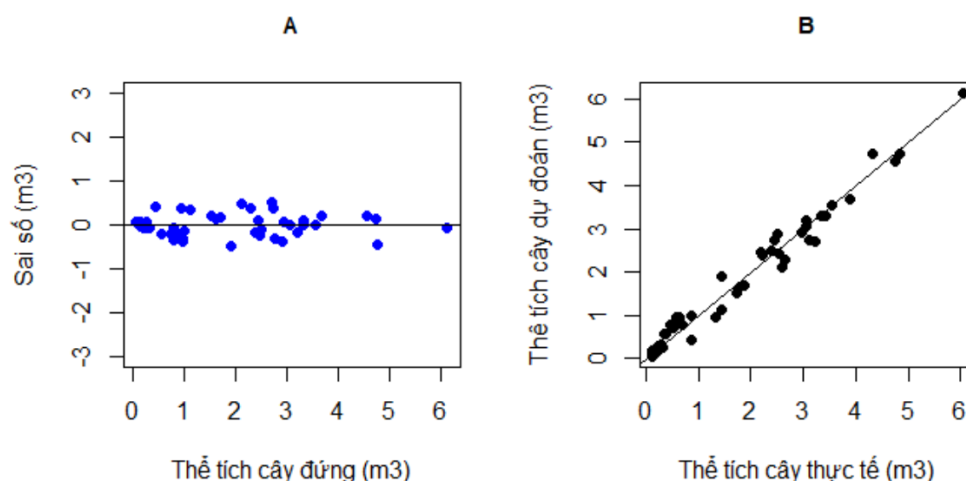 A
Sai số (m3)
3
2
1
0
-1
-2
-3
0 1 2 3 4 5 6
Thể tích cây đứng (m3)
B
Thể tích cây dự đoán (m3)
6
5
4
3
2
1
0
0 1 2 3 4 5 6
Thể tích cây thực tế (m3)